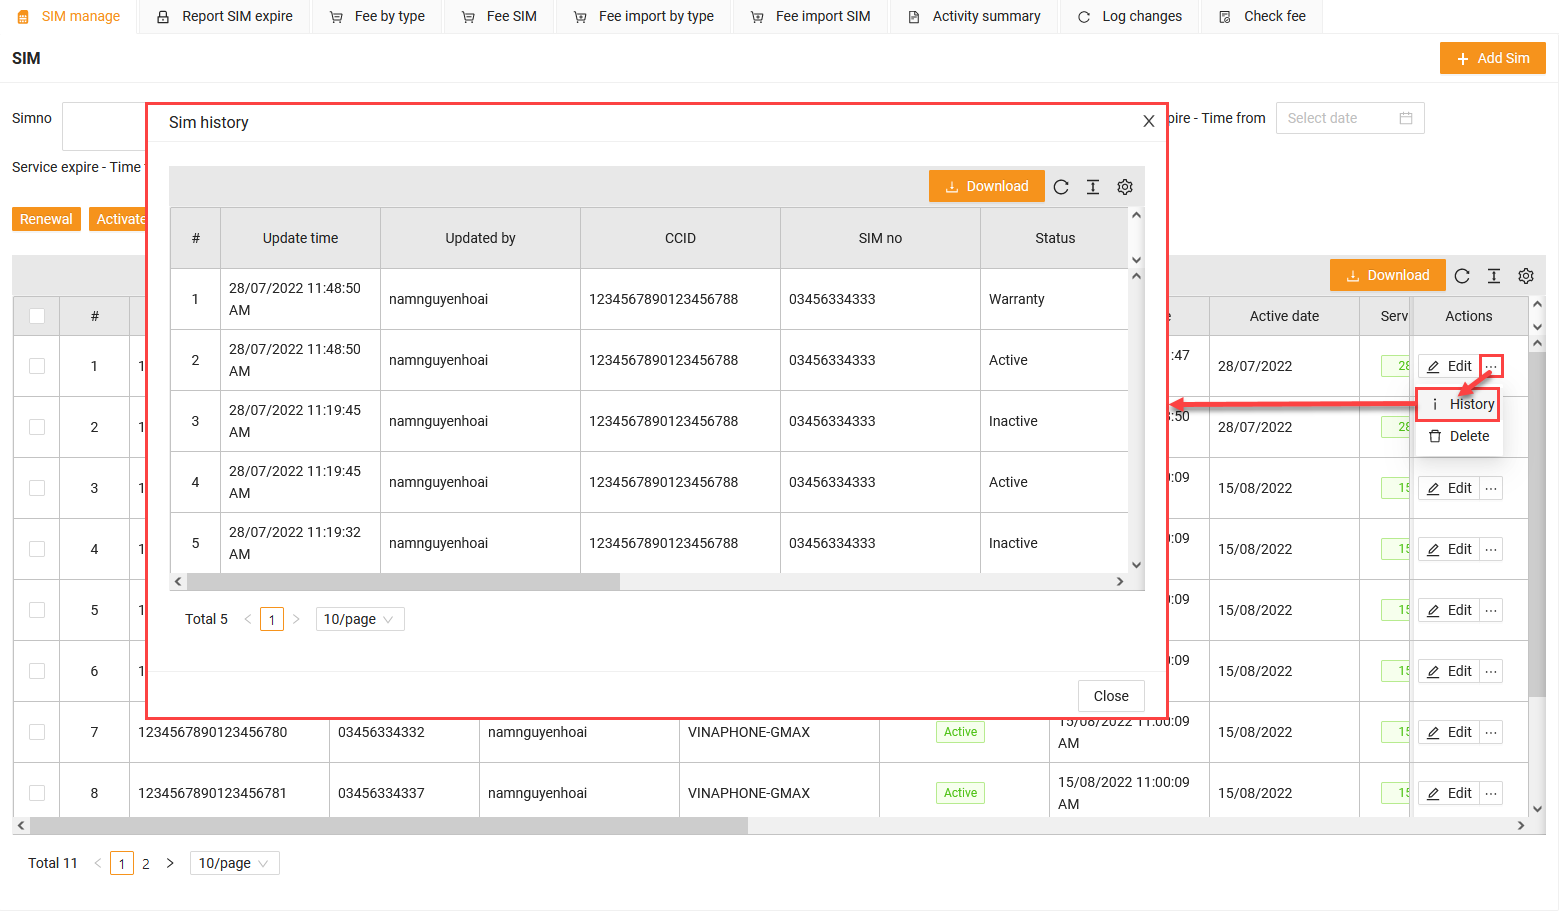 SIM manage
Report SIM expire
Fee by type
Fee SIM
Fee import by type
Fee import SIM
Activity summary
Log changes
Check fee
SIM
Add Sim
Simno
Time from
Select date
Service expire - Time
Renewal
Activate
Sim history
Download
# Update time Updated by CCID SIM no Status
1 28/07/2022 11:48:50 AM namnguyenhoai 1234567890123456788 03456334333 Warranty
2 28/07/2022 11:48:50 AM namnguyenhoai 1234567890123456788 03456334333 Active
3 28/07/2022 11:19:45 AM namnguyenhoai 1234567890123456788 03456334333 Inactive
4 28/07/2022 11:19:45 AM namnguyenhoai 1234567890123456788 03456334333 Active
5 28/07/2022 11:19:32 AM namnguyenhoai 1234567890123456788 03456334333 Inactive
Total 5 < 1 > 10/page
Close
Download
# Active date Serv Actions
1 :47 28/07/2022 28 Edit ...
History
Delete
2 :50 28/07/2022 28
3 :09 15/08/2022 15 Edit ...
4 :09 15/08/2022 15 Edit ...
5 :09 15/08/2022 15 Edit ...
6 :09 15/08/2022 15 Edit ...
7 1234567890123456780 03456334332 namnguyenhoai VINAPHONE-GMAX Active 15/08/2022 11:00:09 AM 15/08/2022 15 Edit ...
8 1234567890123456781 03456334337 namnguyenhoai VINAPHONE-GMAX Active 15/08/2022 11:00:09 AM 15/08/2022 15 Edit ...
Total 11 < 1 2 > 10/page